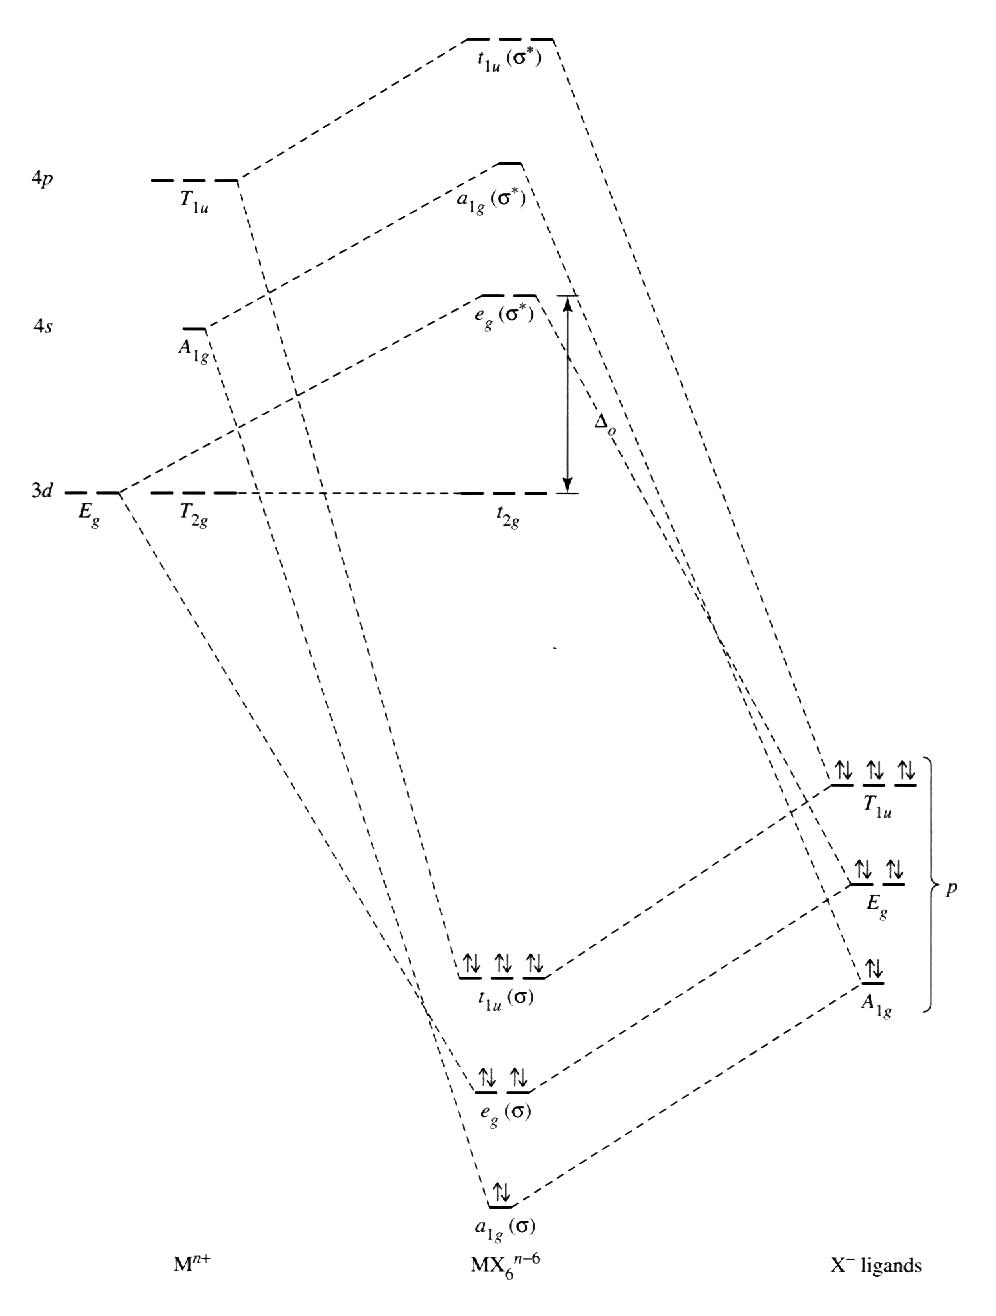 t₁ᵤ (σ*)
4p
T₁ᵤ
a₁g (σ*)
4s
A₁g
eg (σ*)
Δₒ
3d
Eg
T₂g
t₂g
↑↓ ↑↓ ↑↓
T₁ᵤ
↑↓ ↑↓
Eg
p
↑↓
A₁g
↑↓ ↑↓ ↑↓
t₁ᵤ (σ)
↑↓ ↑↓
eg (σ)
↑↓
a₁g (σ)
Mⁿ⁺
MX₆ⁿ⁻⁶
X⁻ ligands